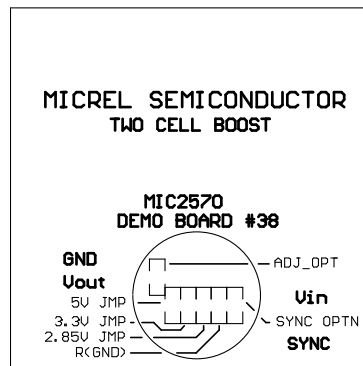 MICREL SEMICONDUCTOR
TWO CELL BOOST
MIC2570
DEMO BOARD #38
GND
ADJ_OPT
Vout
5V JMP
Vin
3.3V JMP
SYNC OPTN
2.85V JMP
SYNC
R(GND)